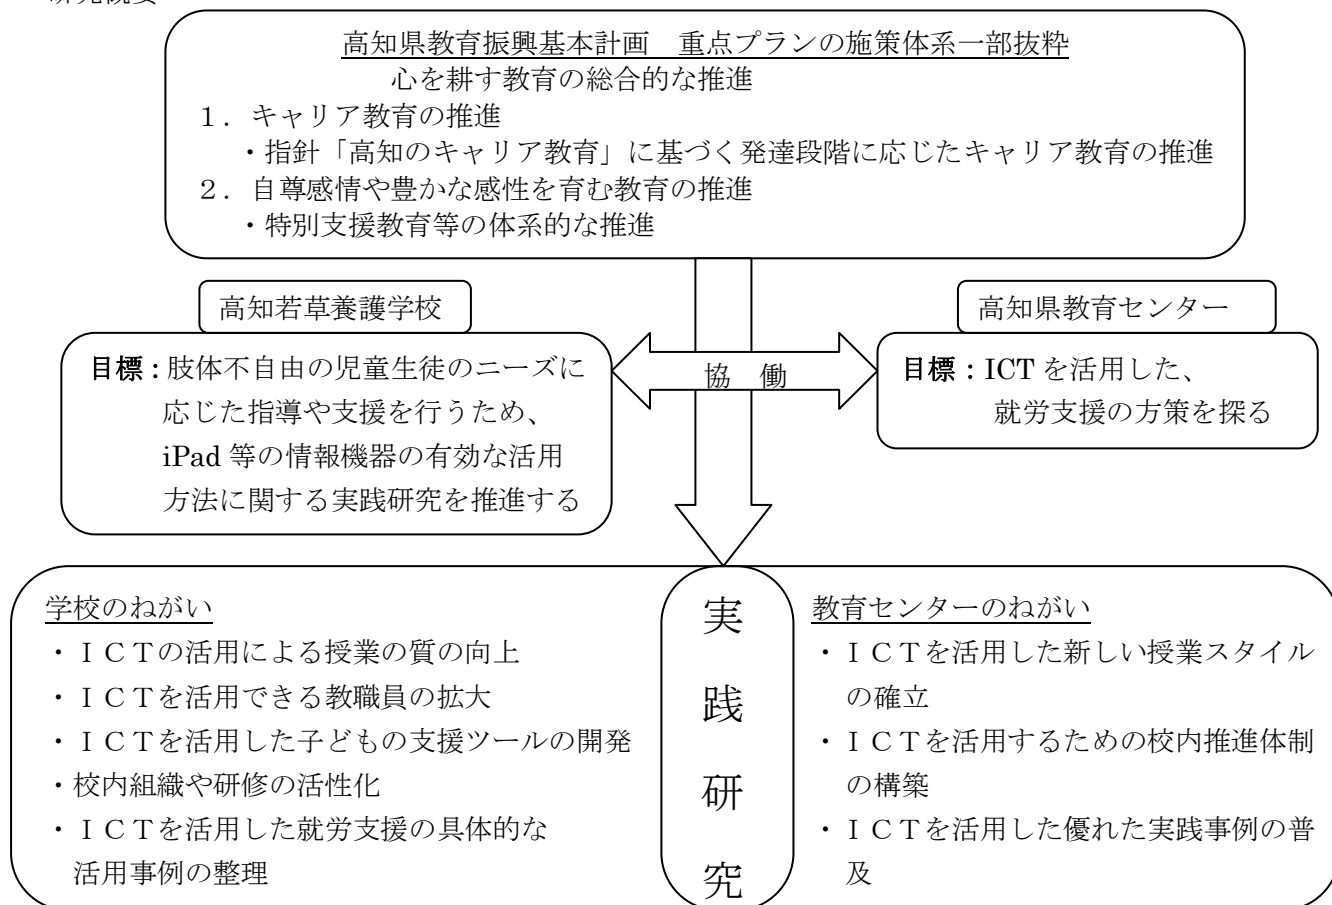 研究概要
高知県教育振興基本計画　重点プランの施策体系一部抜粋
心を耕す教育の総合的な推進
１．キャリア教育の推進
・指針「高知のキャリア教育」に基づく発達段階に応じたキャリア教育の推進
２．自尊感情や豊かな感性を育む教育の推進
・特別支援教育等の体系的な推進
高知若草養護学校
目標：肢体不自由の児童生徒のニーズに
応じた指導や支援を行うため、
iPad 等の情報機器の有効な活用
方法に関する実践研究を推進する
協　働
高知県教育センター
目標：ICT を活用した、
就労支援の方策を探る
学校のねがい
・ＩＣＴの活用による授業の質の向上
・ＩＣＴを活用できる教職員の拡大
・ＩＣＴを活用した子どもの支援ツールの開発
・校内組織や研修の活性化
・ＩＣＴを活用した就労支援の具体的な
活用事例の整理
実
践
研
究
教育センターのねがい
・ＩＣＴを活用した新しい授業スタイル
の確立
・ＩＣＴを活用するための校内推進体制
の構築
・ＩＣＴを活用した優れた実践事例の普
及